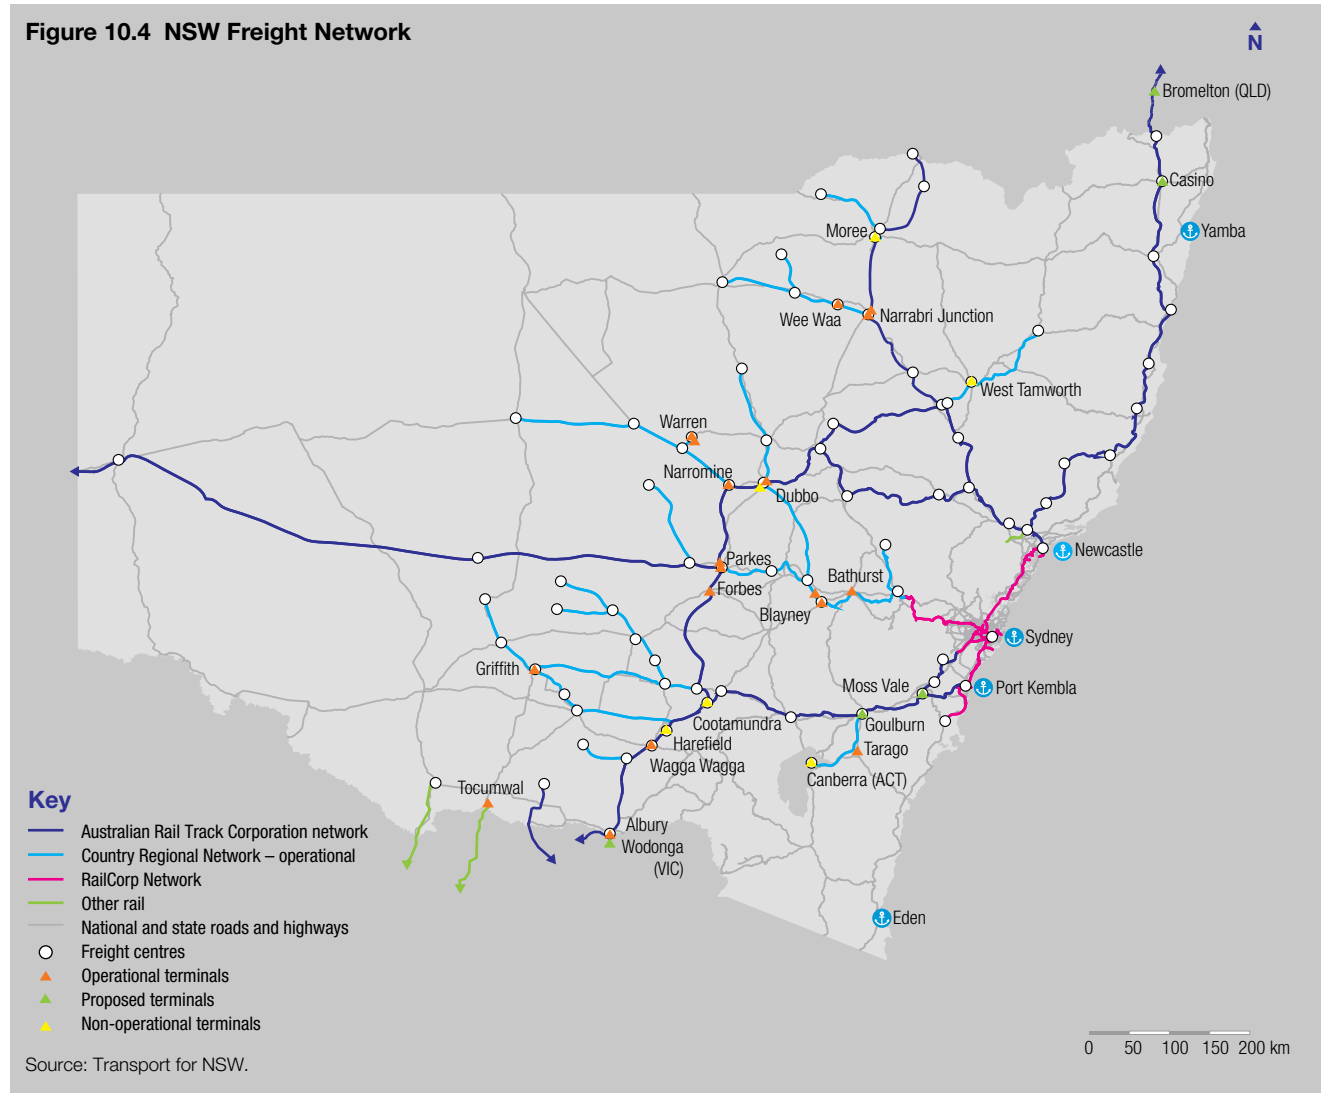 Figure 10.4 NSW Freight Network
N
Bromelton (QLD)
Casino
Yamba
Moree
Wee Waa
Narrabri Junction
West Tamworth
Warren
Narromine
Dubbo
Newcastle
Parkes
Forbes
Bathurst
Blayney
Sydney
Griffith
Moss Vale
Port Kembla
Cootamundra
Goulburn
Harefield
Tarago
Wagga Wagga
Canberra (ACT)
Tocumwal
Albury
Wodonga
(VIC)
Eden
Key
Australian Rail Track Corporation network
Country Regional Network – operational
RailCorp Network
Other rail
National and state roads and highways
Freight centres
Operational terminals
Proposed terminals
Non-operational terminals
0 50 100 150 200 km
Source: Transport for NSW.